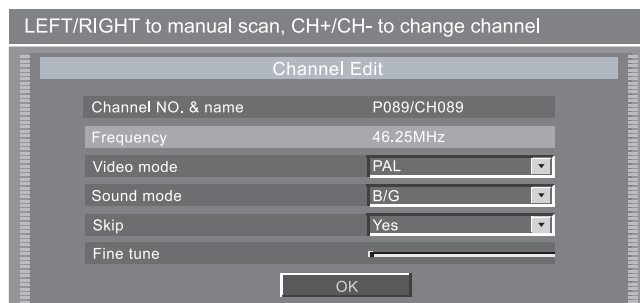 LEFT/RIGHT to manual scan, CH+/CH- to change channel
Channel Edit
Channel NO. & name P089/CH089
Frequency 46.25MHz
Video mode PAL
Sound mode B/G
Skip Yes
Fine tune
OK